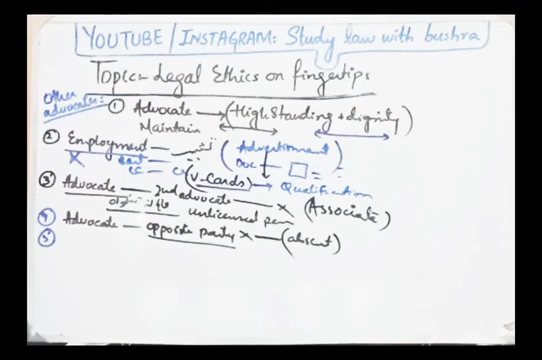 YOUTUBE/INSTAGRAM: Study law with bushra
Topic- Legal Ethics on fingertips
Other advocates:
① Advocate → (High Standing + dignity)
Maintain
② Employment — (Advertisement)
X
(V-Cards) → Qualification
③ Advocate — 2nd advocate — X (Associate)
unlicensed
④ Advocate — opposite party X — (absent)
⑤